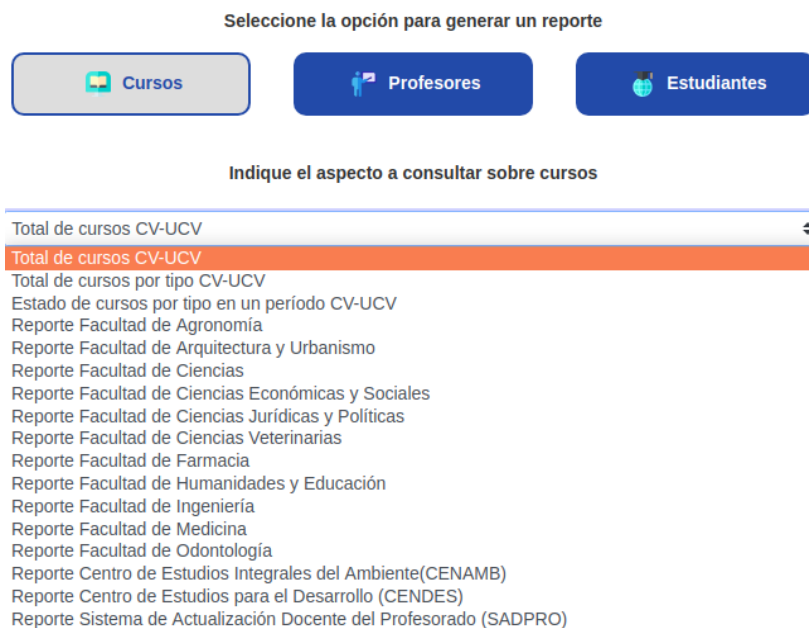 Seleccione la opción para generar un reporte
Cursos Profesores Estudiantes
Indique el aspecto a consultar sobre cursos
Total de cursos CV-UCV
Total de cursos CV-UCV
Total de cursos por tipo CV-UCV
Estado de cursos por tipo en un período CV-UCV
Reporte Facultad de Agronomía
Reporte Facultad de Arquitectura y Urbanismo
Reporte Facultad de Ciencias
Reporte Facultad de Ciencias Económicas y Sociales
Reporte Facultad de Ciencias Jurídicas y Políticas
Reporte Facultad de Ciencias Veterinarias
Reporte Facultad de Farmacia
Reporte Facultad de Humanidades y Educación
Reporte Facultad de Ingeniería
Reporte Facultad de Medicina
Reporte Facultad de Odontología
Reporte Centro de Estudios Integrales del Ambiente(CENAMB)
Reporte Centro de Estudios para el Desarrollo (CENDES)
Reporte Sistema de Actualización Docente del Profesorado (SADPRO)